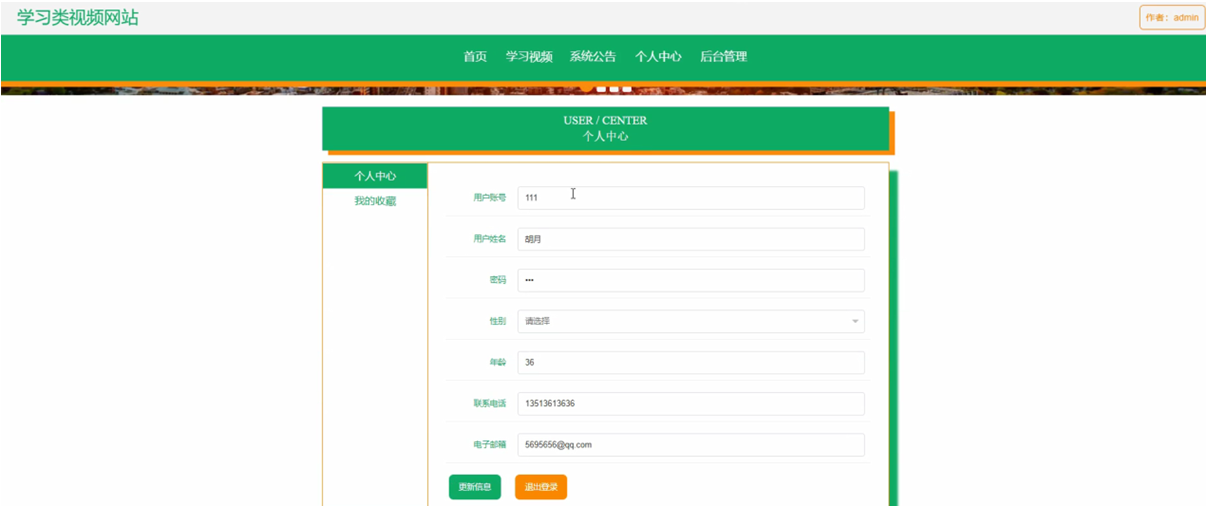 学习类视频网站
作者：admin
首页 学习视频 系统公告 个人中心 后台管理
USER / CENTER
个人中心
个人中心
我的收藏
用户账号 111
用户姓名 胡月
密码 •••
性别 请选择
年龄 36
联系电话 13513613636
电子邮箱 5695656@qq.com
更新信息 退出登录